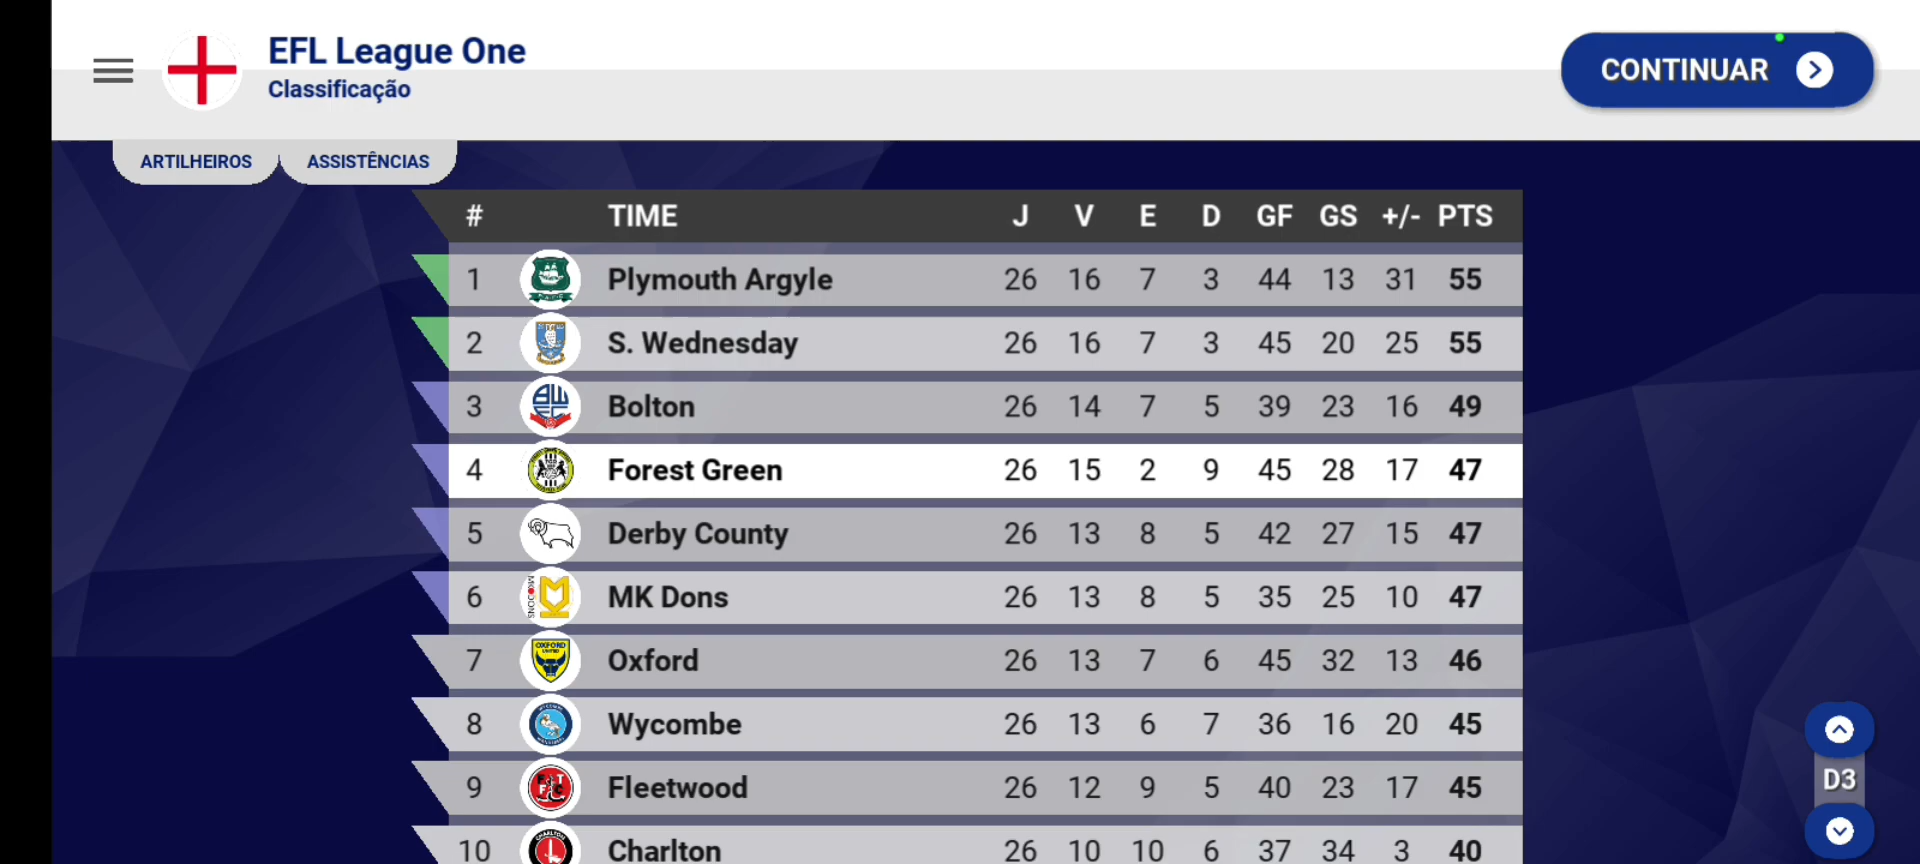 EFL League One
Classificação
CONTINUAR
ARTILHEIROS ASSISTÊNCIAS
# TIME J V E D GF GS +/- PTS
1 Plymouth Argyle 26 16 7 3 44 13 31 55
2 S. Wednesday 26 16 7 3 45 20 25 55
3 Bolton 26 14 7 5 39 23 16 49
4 Forest Green 26 15 2 9 45 28 17 47
5 Derby County 26 13 8 5 42 27 15 47
6 MK Dons 26 13 8 5 35 25 10 47
7 Oxford 26 13 7 6 45 32 13 46
8 Wycombe 26 13 6 7 36 16 20 45
9 Fleetwood 26 12 9 5 40 23 17 45
10 Charlton 26 10 10 6 37 34 3 40
D3